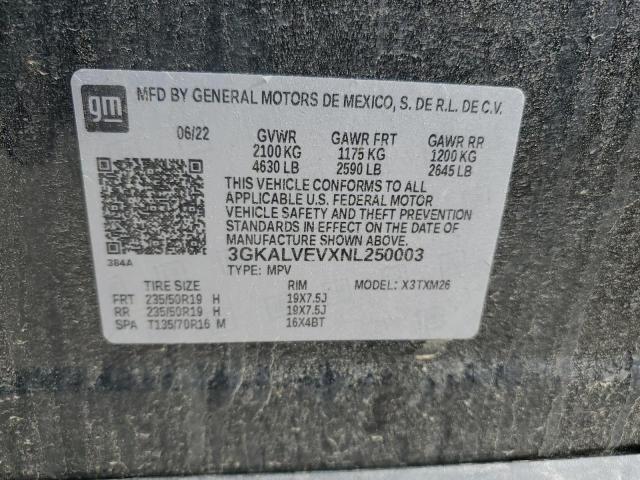 gm
MFD BY GENERAL MOTORS DE MEXICO, S. DE R.L. DE C.V.
06/22 GVWR GAWR FRT GAWR RR
2100 KG 1175 KG 1200 KG
4630 LB 2590 LB 2645 LB
THIS VEHICLE CONFORMS TO ALL
APPLICABLE U.S. FEDERAL MOTOR
VEHICLE SAFETY AND THEFT PREVENTION
STANDARDS IN EFFECT ON THE DATE OF
MANUFACTURE SHOWN ABOVE.
384A 3GKALVEVXNL250003
TYPE: MPV
TIRE SIZE RIM MODEL: X3TXM26
FRT 235/50R19 H 19X7.5J
RR 235/50R19 H 19X7.5J
SPA T135/70R16 M 16X4BT